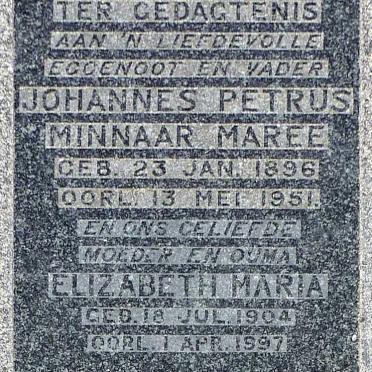 TER GEDAGTENIS
AAN 'N LIEFDEVOLLE
EGGENOOT EN VADER
JOHANNES PETRUS
MINNAAR MAREE
GEB. 23 JAN. 1896
OORL. 13 MEI 1951.
EN ONS GELIEFDE
MOEDER EN OUMA
ELIZABETH MARIA
GEB. 18 JUL. 1904
OORL. 1 APR. 1997